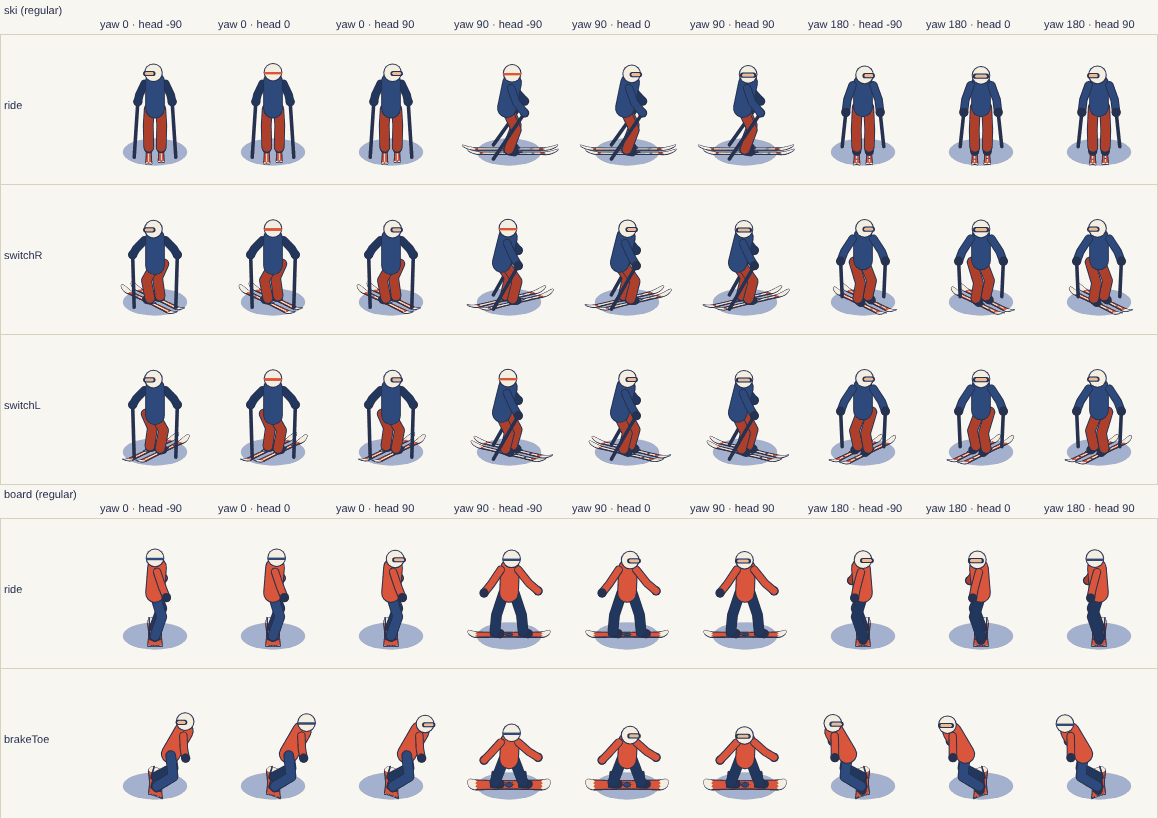 ski (regular)
yaw 0 · head -90 yaw 0 · head 0 yaw 0 · head 90 yaw 90 · head -90 yaw 90 · head 0 yaw 90 · head 90 yaw 180 · head -90 yaw 180 · head 0 yaw 180 · head 90
ride
switchR
switchL
board (regular)
yaw 0 · head -90 yaw 0 · head 0 yaw 0 · head 90 yaw 90 · head -90 yaw 90 · head 0 yaw 90 · head 90 yaw 180 · head -90 yaw 180 · head 0 yaw 180 · head 90
ride
brakeToe